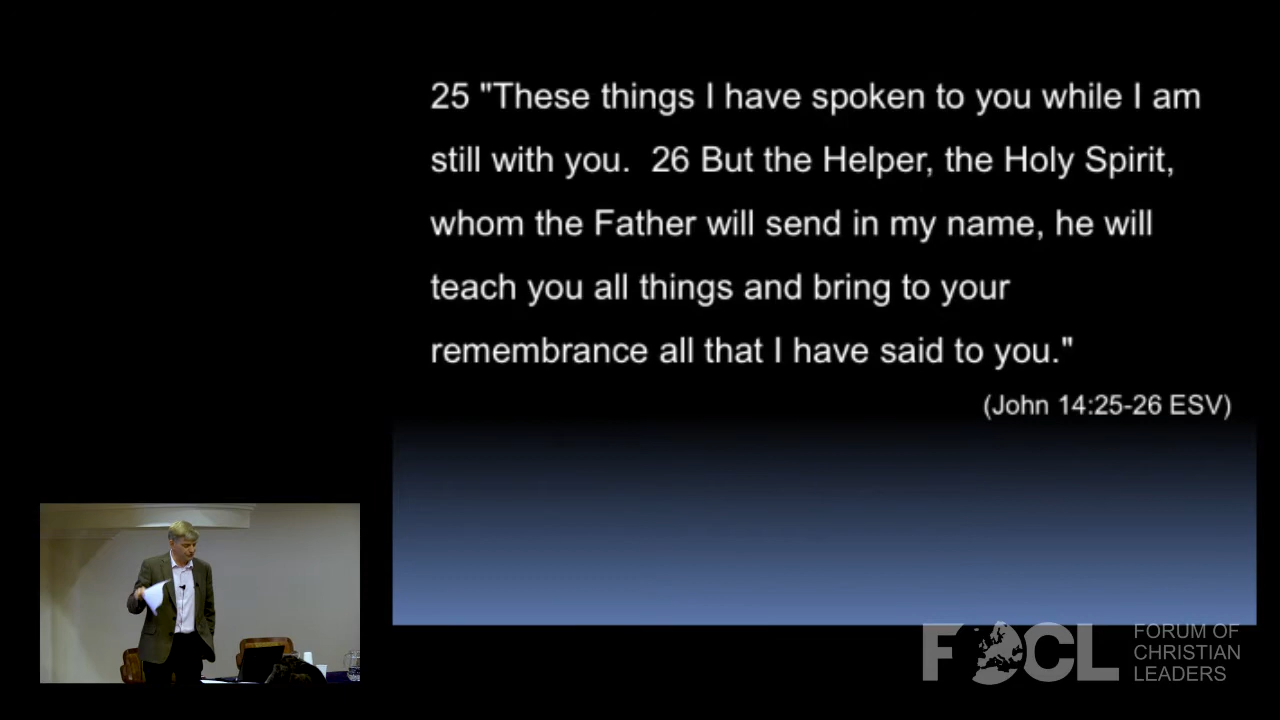 25 "These things I have spoken to you while I am
still with you.  26 But the Helper, the Holy Spirit,
whom the Father will send in my name, he will
teach you all things and bring to your
remembrance all that I have said to you."
(John 14:25-26 ESV)
FOCL
FORUM OF
CHRISTIAN
LEADERS